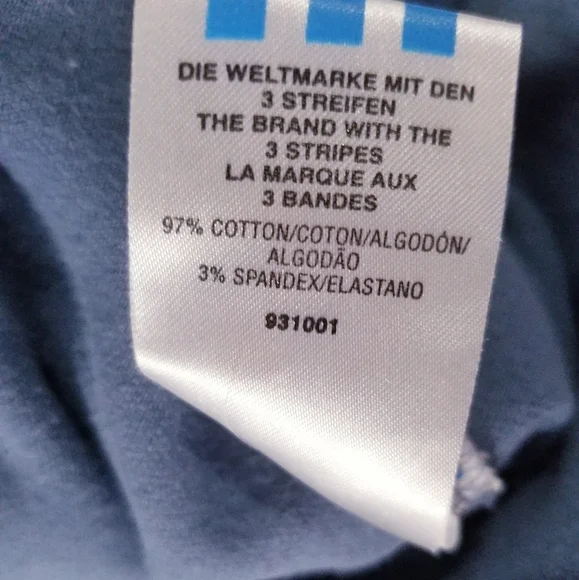 DIE WELTMARKE MIT DEN
3 STREIFEN
THE BRAND WITH THE
3 STRIPES
LA MARQUE AUX
3 BANDES
97% COTTON/COTON/ALGODÓN/
ALGODÃO
3% SPANDEX/ELASTANO
931001